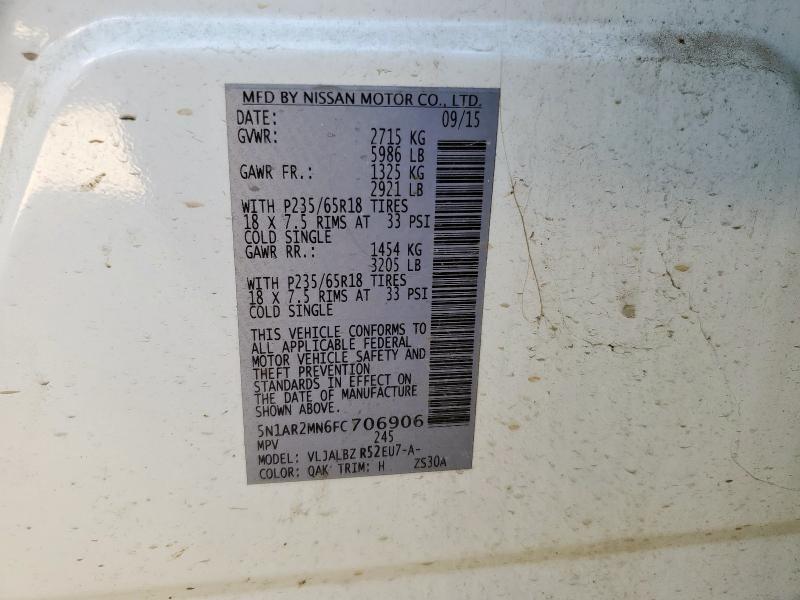 MFD BY NISSAN MOTOR CO., LTD.
DATE: 09/15
GVWR: 2715 KG
5986 LB
GAWR FR.: 1325 KG
2921 LB
WITH P235/65R18 TIRES
18 X 7.5 RIMS AT 33 PSI
COLD SINGLE
GAWR RR.: 1454 KG
3205 LB
WITH P235/65R18 TIRES
18 X 7.5 RIMS AT 33 PSI
COLD SINGLE
THIS VEHICLE CONFORMS TO
ALL APPLICABLE FEDERAL
MOTOR VEHICLE SAFETY AND
THEFT PREVENTION
STANDARDS IN EFFECT ON
THE DATE OF MANUFACTURE
SHOWN ABOVE.
5N1AR2MN6FC706906
MPV 245
MODEL: VLJALBZ R52EU7-A-
COLOR: QAK TRIM: H ZS30A